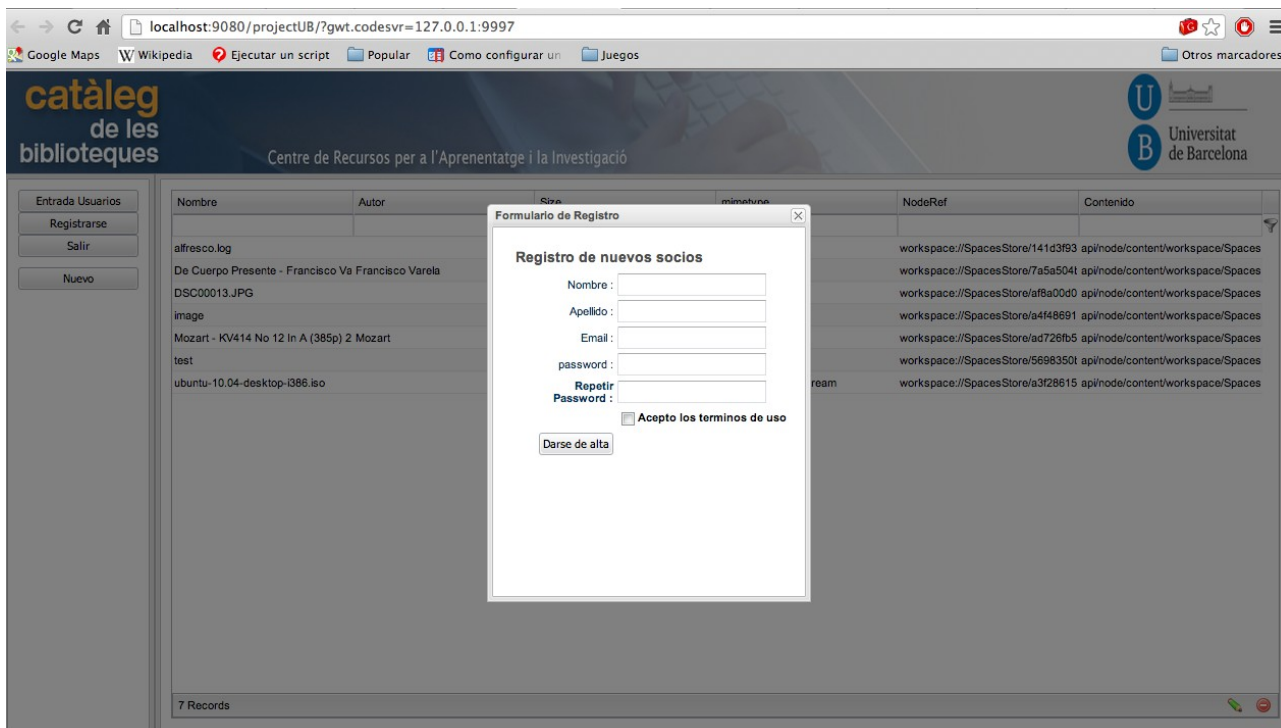 localhost:9080/projectUB/?gwt.codesvr=127.0.0.1:9997
Google Maps W Wikipedia Ejecutar un script Popular Como configurar un Juegos Otros marcadores
catàleg
de les
biblioteques
Centre de Recursos per a l'Aprenentatge i la Investigació
U
B
Universitat
de Barcelona
Entrada Usuarios
Registrarse
Salir
Nuevo
Nombre Autor Size mimetype NodeRef Contenido
alfresco.log workspace://SpacesStore/141d3f93 api/node/content/workspace/Spaces
De Cuerpo Presente - Francisco Va Francisco Varela workspace://SpacesStore/7a5a504b api/node/content/workspace/Spaces
DSC00013.JPG workspace://SpacesStore/af8a00d0 api/node/content/workspace/Spaces
image workspace://SpacesStore/a4f48691 api/node/content/workspace/Spaces
Mozart - KV414 No 12 In A (385p) 2 Mozart workspace://SpacesStore/ad726fb5 api/node/content/workspace/Spaces
test workspace://SpacesStore/5698350b api/node/content/workspace/Spaces
ubuntu-10.04-desktop-i386.iso ream workspace://SpacesStore/a3f28615 api/node/content/workspace/Spaces
Formulario de Registro
Registro de nuevos socios
Nombre :
Apellido :
Email :
password :
Repetir
Password :
Acepto los terminos de uso
Darse de alta
7 Records